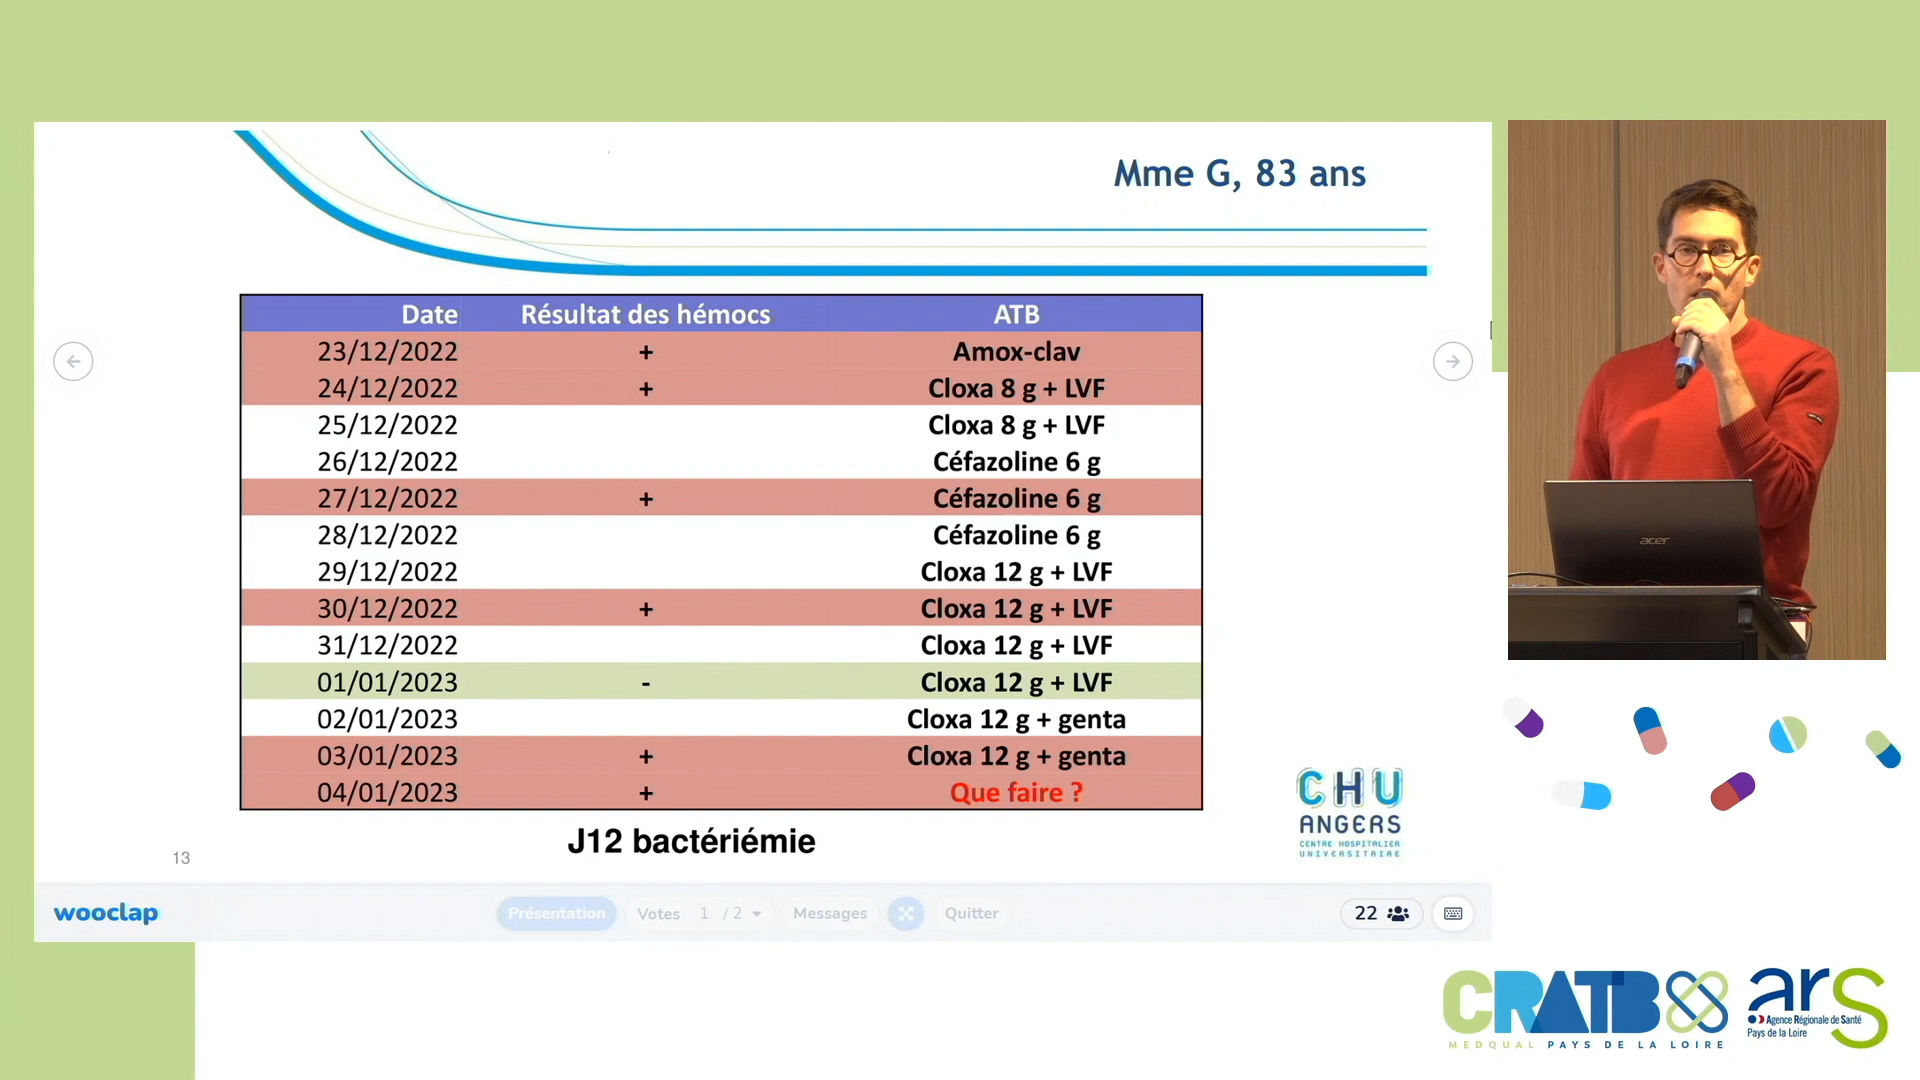 Mme G, 83 ans
Date Résultat des hémocs ATB
23/12/2022 + Amox-clav
24/12/2022 + Cloxa 8 g + LVF
25/12/2022 Cloxa 8 g + LVF
26/12/2022 Céfazoline 6 g
27/12/2022 + Céfazoline 6 g
28/12/2022 Céfazoline 6 g
29/12/2022 Cloxa 12 g + LVF
30/12/2022 + Cloxa 12 g + LVF
31/12/2022 Cloxa 12 g + LVF
01/01/2023 - Cloxa 12 g + LVF
02/01/2023 Cloxa 12 g + genta
03/01/2023 + Cloxa 12 g + genta
04/01/2023 + Que faire ?
J12 bactériémie
13
CHU
ANGERS
CENTRE HOSPITALIER
UNIVERSITAIRE
wooclap
Présentation Votes 1 / 2 Messages Quitter
22
acer
CRATB
MEDQUAL PAYS DE LA LOIRE
ars
Agence Régionale de Santé
Pays de la Loire